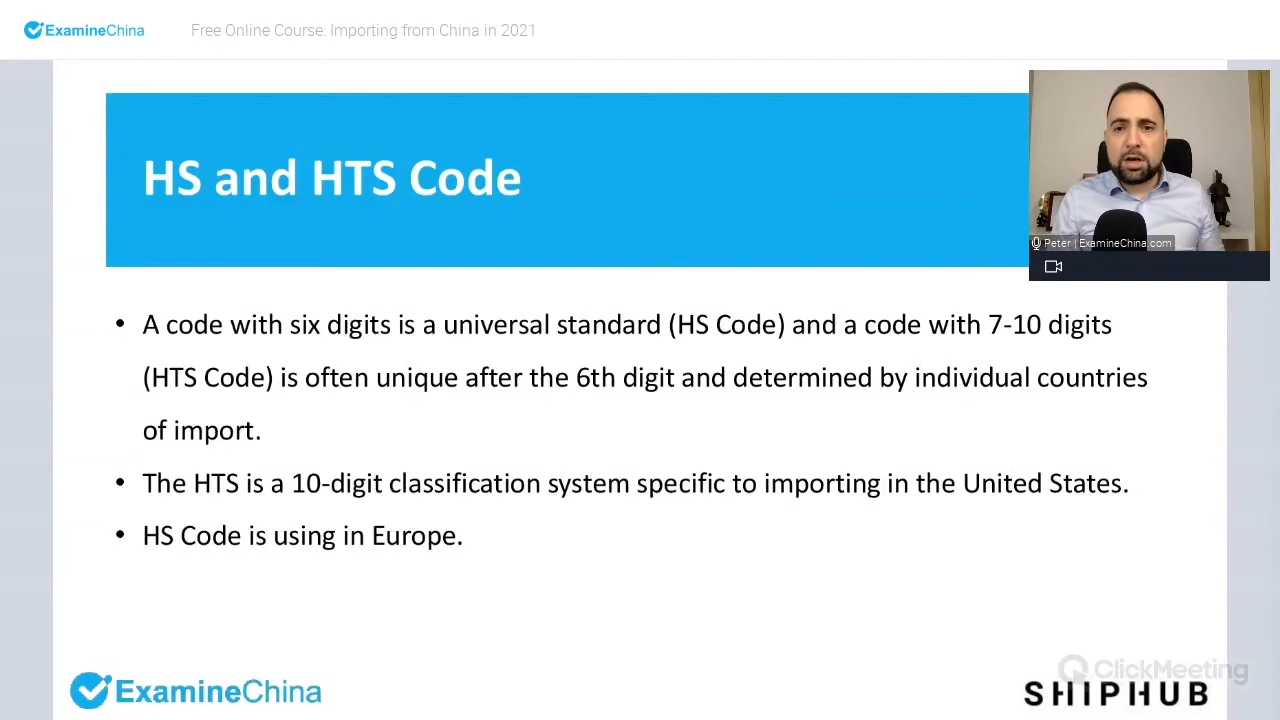 ExamineChina
Free Online Course: Importing from China in 2021
HS and HTS Code
Peter | ExamineChina.com
• A code with six digits is a universal standard (HS Code) and a code with 7-10 digits
(HTS Code) is often unique after the 6th digit and determined by individual countries
of import.
• The HTS is a 10-digit classification system specific to importing in the United States.
• HS Code is using in Europe.
ClickMeeting
ExamineChina
SHIPHUB